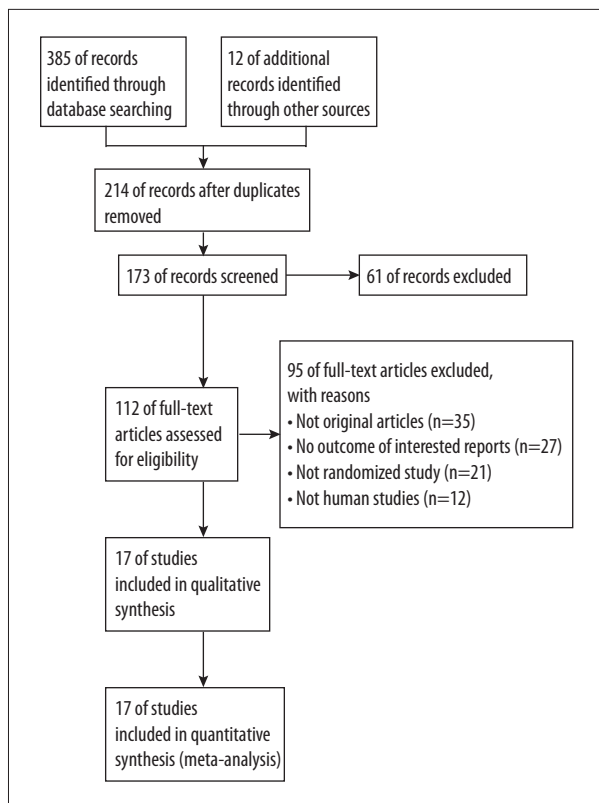 385 of records
identified through
database searching
12 of additional
records identified
through other sources
214 of records after duplicates
removed
173 of records screened
61 of records excluded
112 of full-text
articles assessed
for eligibility
95 of full-text articles excluded,
with reasons
• Not original articles (n=35)
• No outcome of interested reports (n=27)
• Not randomized study (n=21)
• Not human studies (n=12)
17 of studies
included in qualitative
synthesis
17 of studies
included in quantitative
synthesis (meta-analysis)